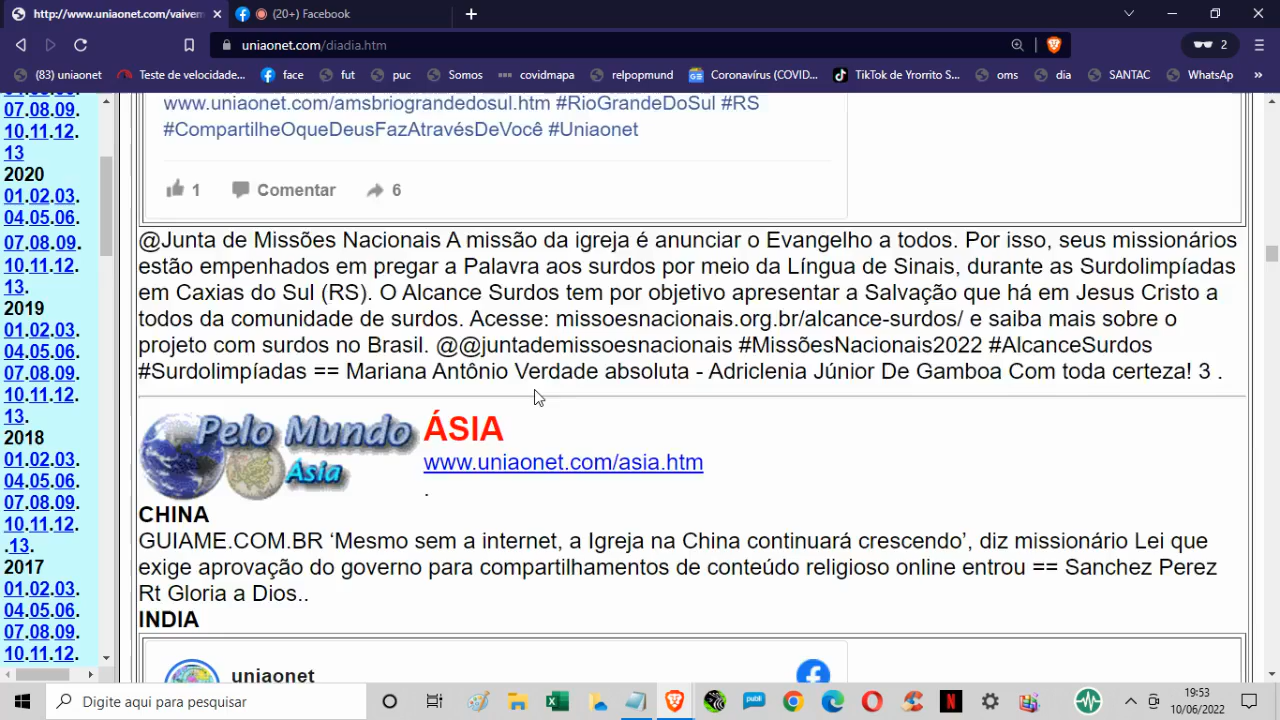 http://www.uniaonet.com/vaivem
(20+) Facebook
uniaonet.com/diadia.htm
2
(83) uniaonet
Teste de velocidade...
face
fut
puc
Somos
covidmapa
relpopmund
Coronavírus (COVID...
TikTok de Yrorrito S...
oms
dia
SANTAC
WhatsApp
»
07.08.09.
10.11.12.
13
2020
01.02.03.
04.05.06.
07.08.09.
10.11.12.
13.
2019
01.02.03.
04.05.06.
07.08.09.
10.11.12.
13.
2018
01.02.03.
04.05.06.
07.08.09.
10.11.12.
.13.
2017
01.02.03.
04.05.06.
07.08.09.
10.11.12.
www.uniaonet.com/amsbriograndedosul.htm #RioGrandeDoSul #RS
#CompartilheOqueDeusFazAtravésDeVocê #Uniaonet
1 Comentar 6
@Junta de Missões Nacionais A missão da igreja é anunciar o Evangelho a todos. Por isso, seus missionários
estão empenhados em pregar a Palavra aos surdos por meio da Língua de Sinais, durante as Surdolimpíadas
em Caxias do Sul (RS). O Alcance Surdos tem por objetivo apresentar a Salvação que há em Jesus Cristo a
todos da comunidade de surdos. Acesse: missoesnacionais.org.br/alcance-surdos/ e saiba mais sobre o
projeto com surdos no Brasil. @@juntademissoesnacionais #MissõesNacionais2022 #AlcanceSurdos
#Surdolimpíadas == Mariana Antônio Verdade absoluta - Adriclenia Júnior De Gamboa Com toda certeza! 3 .
Pelo Mundo
Ásia
ÁSIA
www.uniaonet.com/asia.htm
.
CHINA
GUIAME.COM.BR ‘Mesmo sem a internet, a Igreja na China continuará crescendo’, diz missionário Lei que
exige aprovação do governo para compartilhamentos de conteúdo religioso online entrou == Sanchez Perez
Rt Gloria a Dios..
INDIA
uniaonet
Digite aqui para pesquisar
publi
19:53
10/06/2022